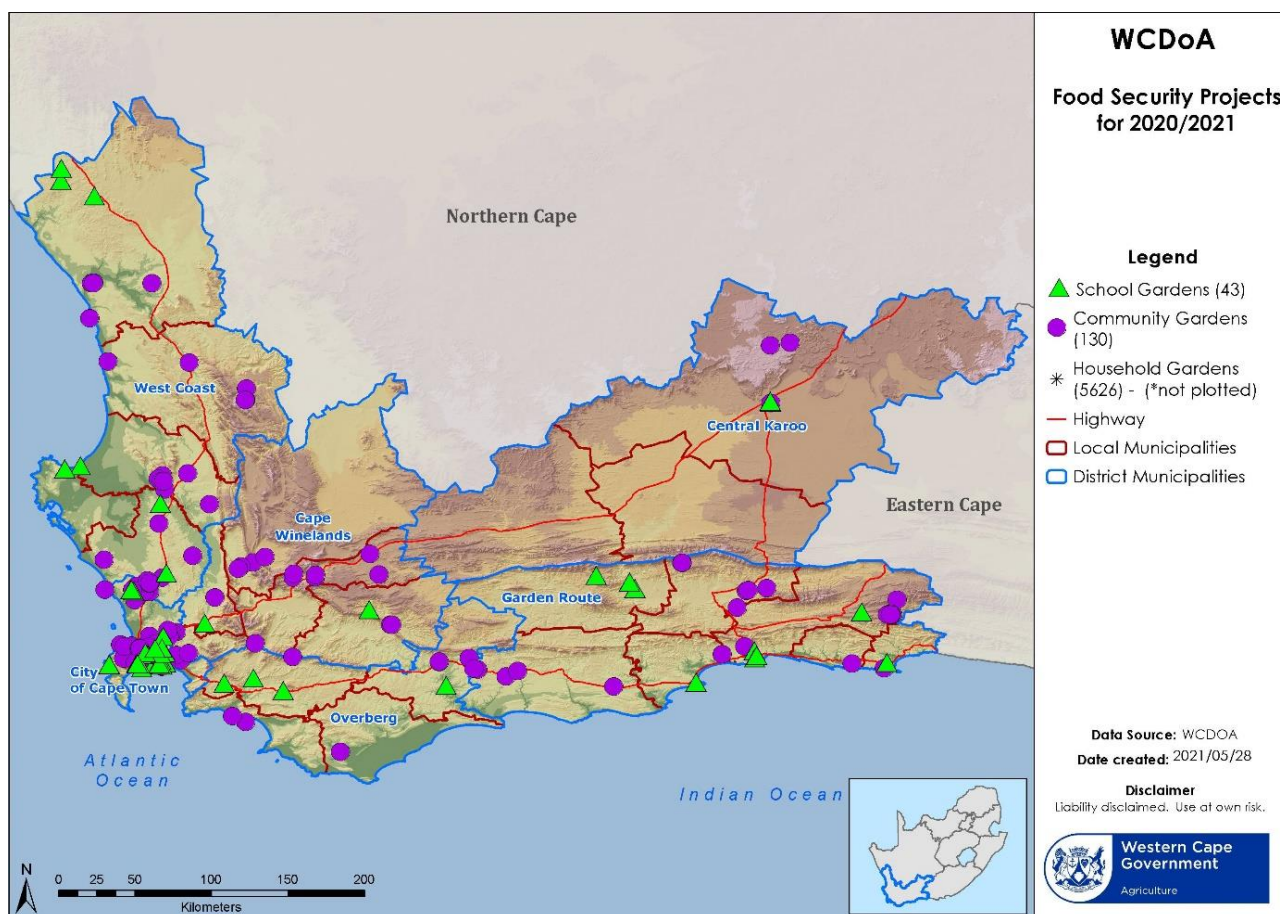 WCDoA
Food Security Projects
for 2020/2021
Legend
School Gardens (43)
Community Gardens
(130)
Household Gardens
(5626) - (*not plotted)
Highway
Local Municipalities
District Municipalities
Northern Cape
West Coast
Central Karoo
Eastern Cape
Cape
Winelands
Garden Route
City
of Cape Town
Overberg
Atlantic
Ocean
Indian Ocean
N
0 25 50 100 150 200
Kilometers
Data Source: WCDOA
Date created: 2021/05/28
Disclaimer
Liability disclaimed. Use at own risk.
Western Cape
Government
Agriculture